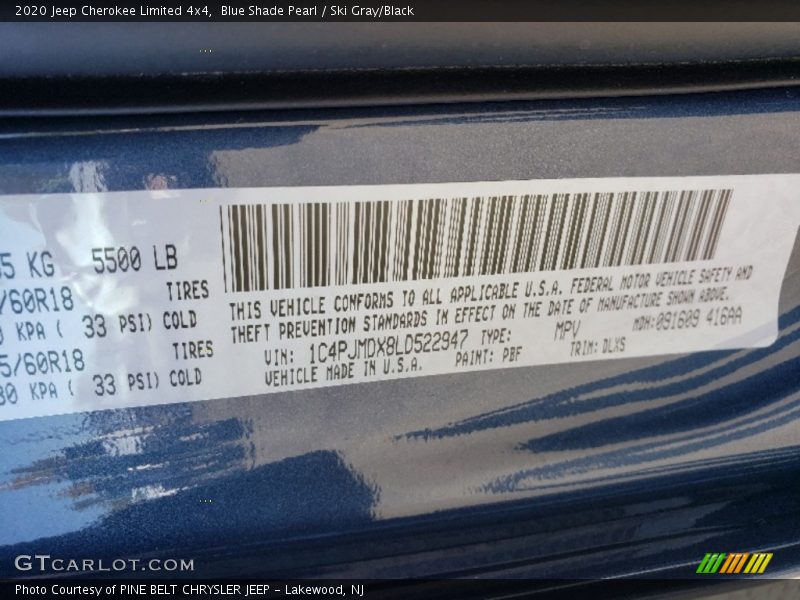 2020 Jeep Cherokee Limited 4x4,  Blue Shade Pearl / Ski Gray/Black
5 KG 5500 LB
/60R18 TIRES
KPA ( 33 PSI) COLD
5/60R18 TIRES
30 KPA ( 33 PSI) COLD
THIS VEHICLE CONFORMS TO ALL APPLICABLE U.S.A. FEDERAL MOTOR VEHICLE SAFETY AND
THEFT PREVENTION STANDARDS IN EFFECT ON THE DATE OF MANUFACTURE SHOWN ABOVE.
VIN: 1C4PJMDX8LD522947 TYPE: MPV MDH:091609 416AA
VEHICLE MADE IN U.S.A. PAINT: PBF TRIM: DLXS
GTCARLOT.COM
Photo Courtesy of PINE BELT CHRYSLER JEEP - Lakewood, NJ